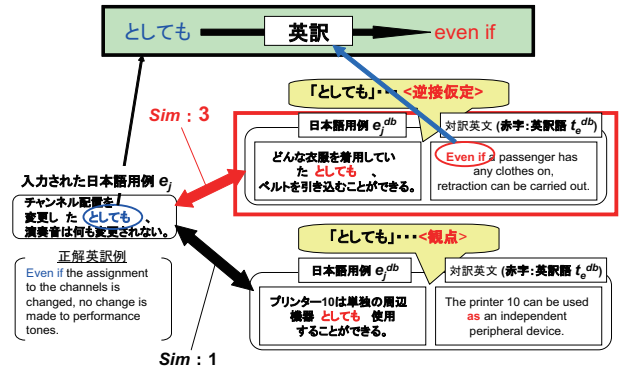 としても 英訳 even if
「としても」・・・<逆接仮定>
Sim：3
日本語用例 e_j^db
対訳英文 (赤字：英訳語 t_e^db)
どんな衣服を着用してい
た としても 、
ベルトを引き込むことができる。
Even if a passenger has
any clothes on,
retraction can be carried out.
入力された日本語用例 e_j
チャンネル配置を
変更し た としても 、
演奏音は何も変更されない。
正解英訳例
Even if the assignment
to the channels is
changed, no change is
made to performance
tones.
「としても」・・・<観点>
日本語用例 e_j^db
対訳英文 (赤字：英訳語 t_e^db)
プリンター10は単独の周辺
機器 としても 使用
することができる。
The printer 10 can be used
as an independent
peripheral device.
Sim：1